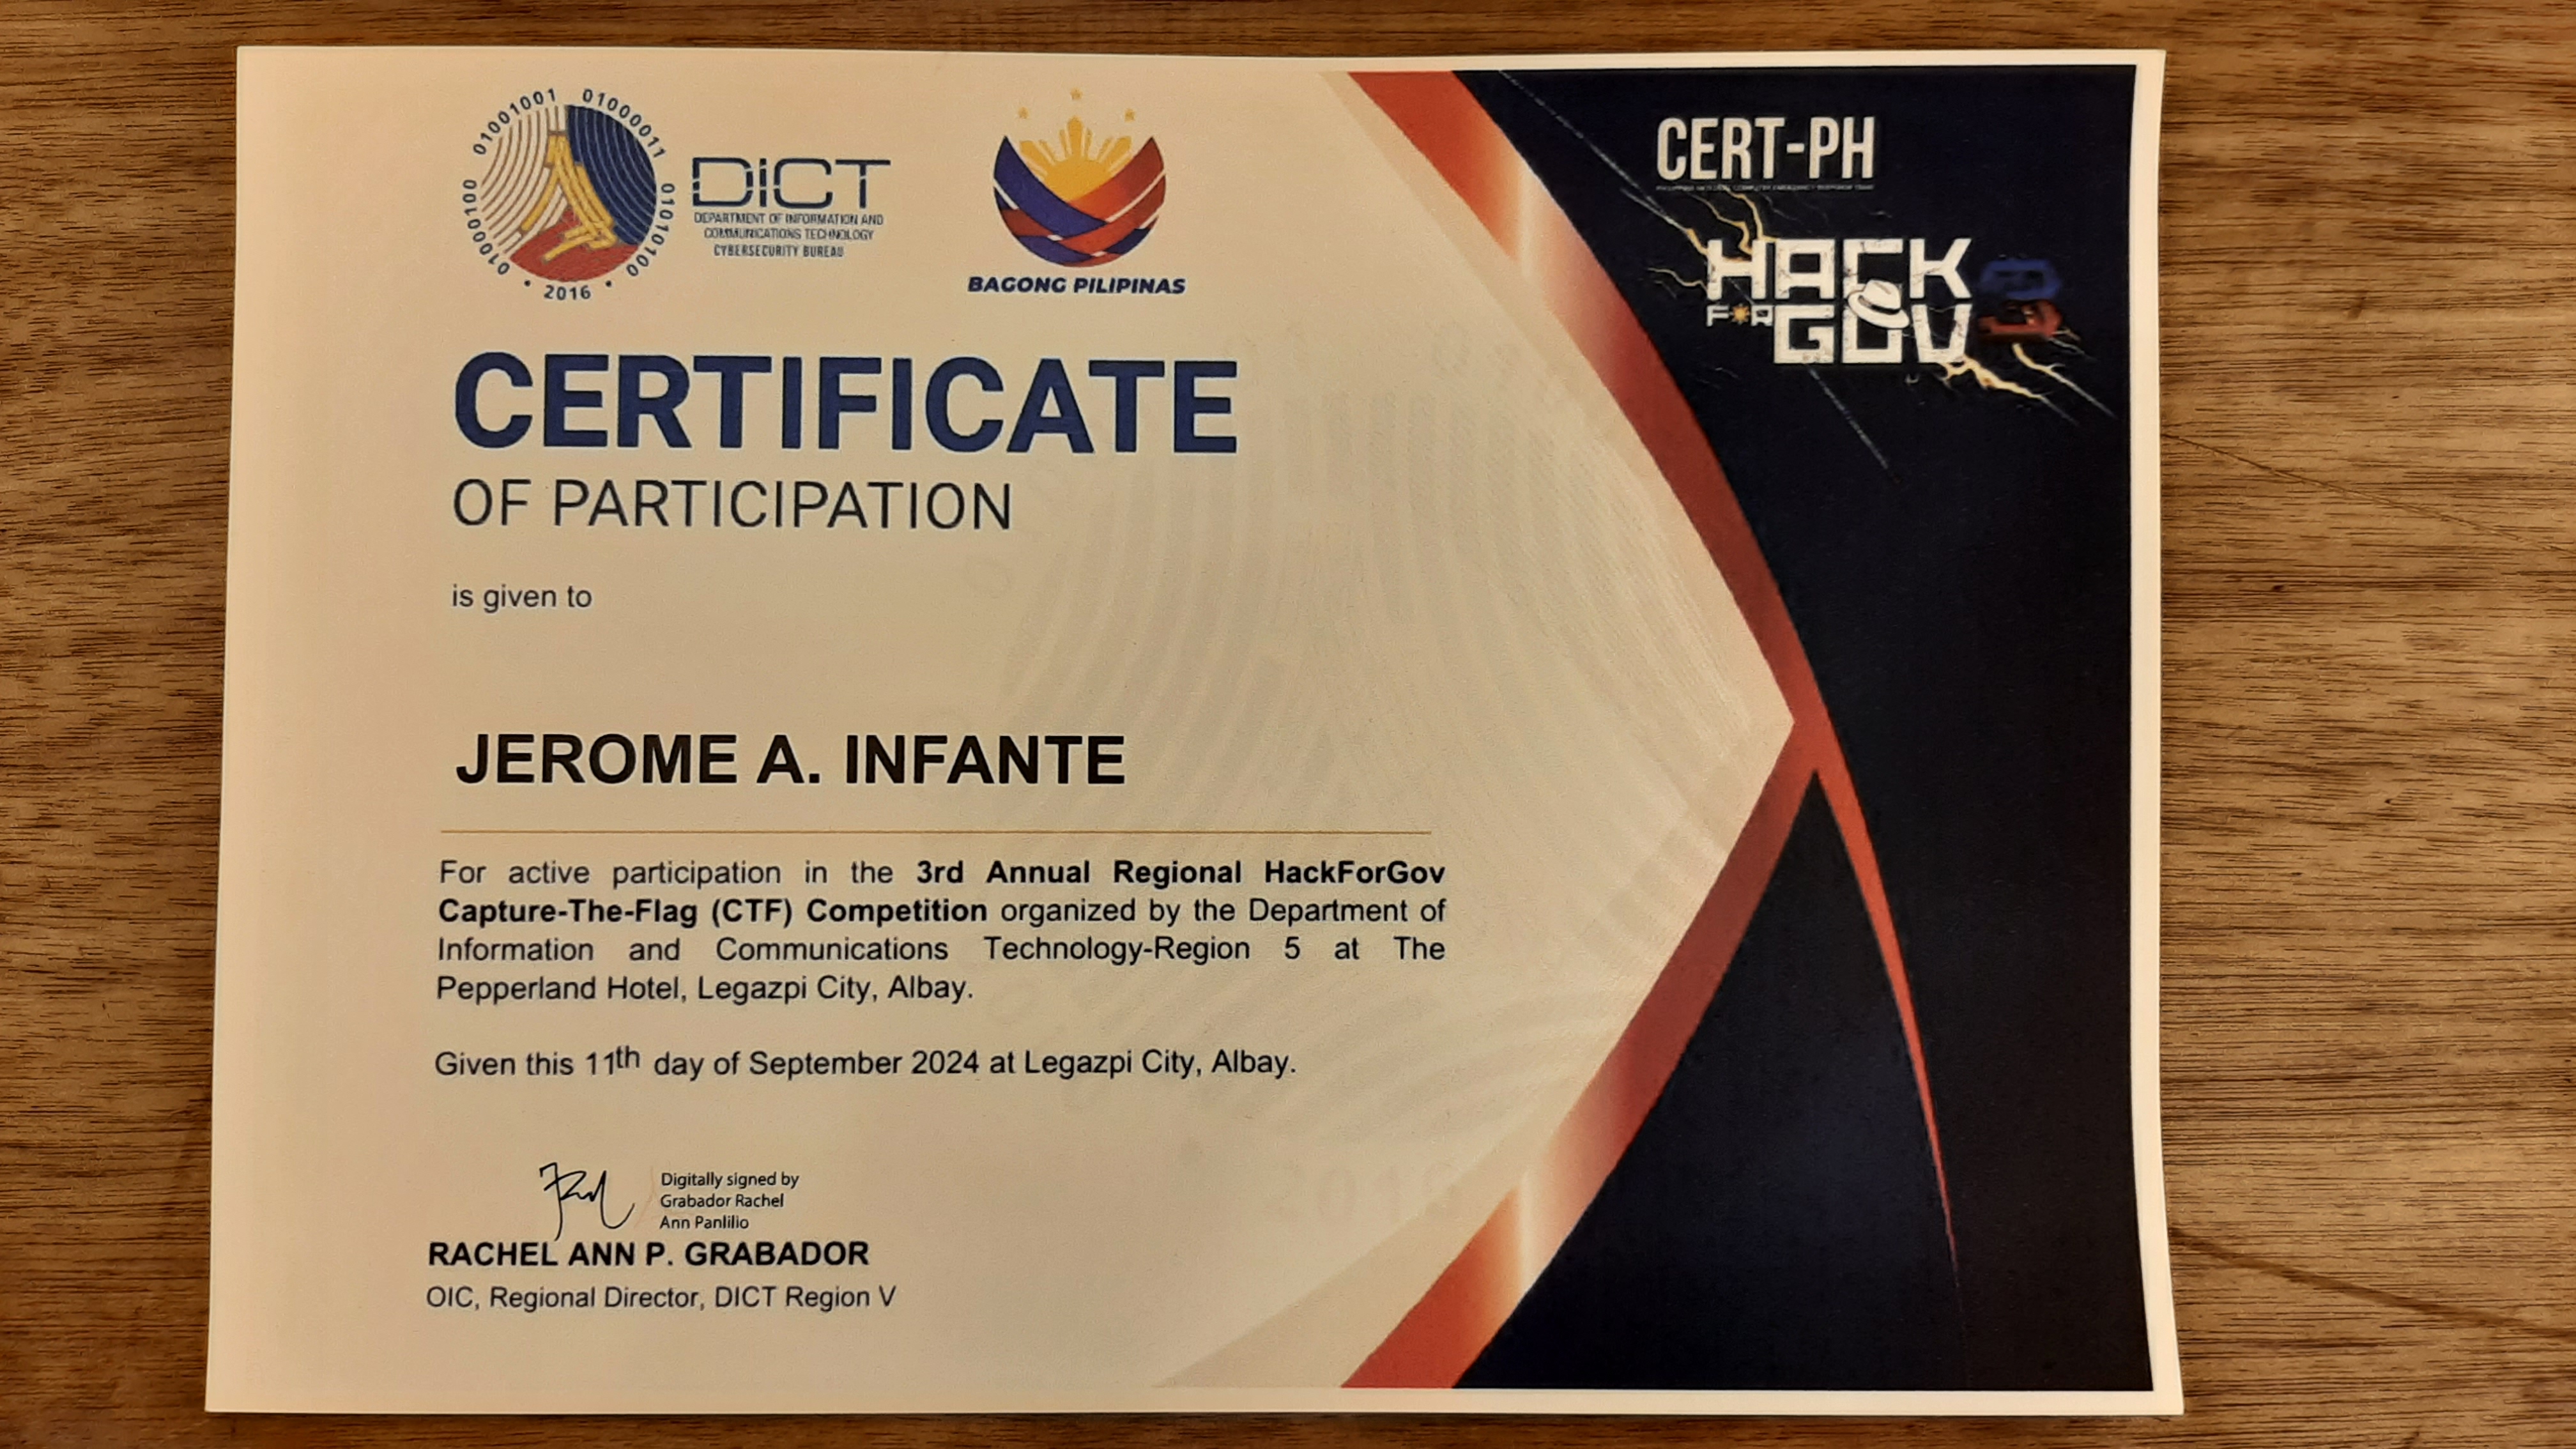 01001001 01000011
01000100
01010100
• 2016 •
DiCT
DEPARTMENT OF INFORMATION AND
COMMUNICATIONS TECHNOLOGY
CYBERSECURITY BUREAU
BAGONG PILIPINAS
CERT-PH
HACK
FOR GOV
3
CERTIFICATE
OF PARTICIPATION
is given to
JEROME A. INFANTE
For active participation in the 3rd Annual Regional HackForGov
Capture-The-Flag (CTF) Competition organized by the Department of
Information and Communications Technology-Region 5 at The
Pepperland Hotel, Legazpi City, Albay.
Given this 11th day of September 2024 at Legazpi City, Albay.
Digitally signed by
Grabador Rachel
Ann Panlilio
RACHEL ANN P. GRABADOR
OIC, Regional Director, DICT Region V